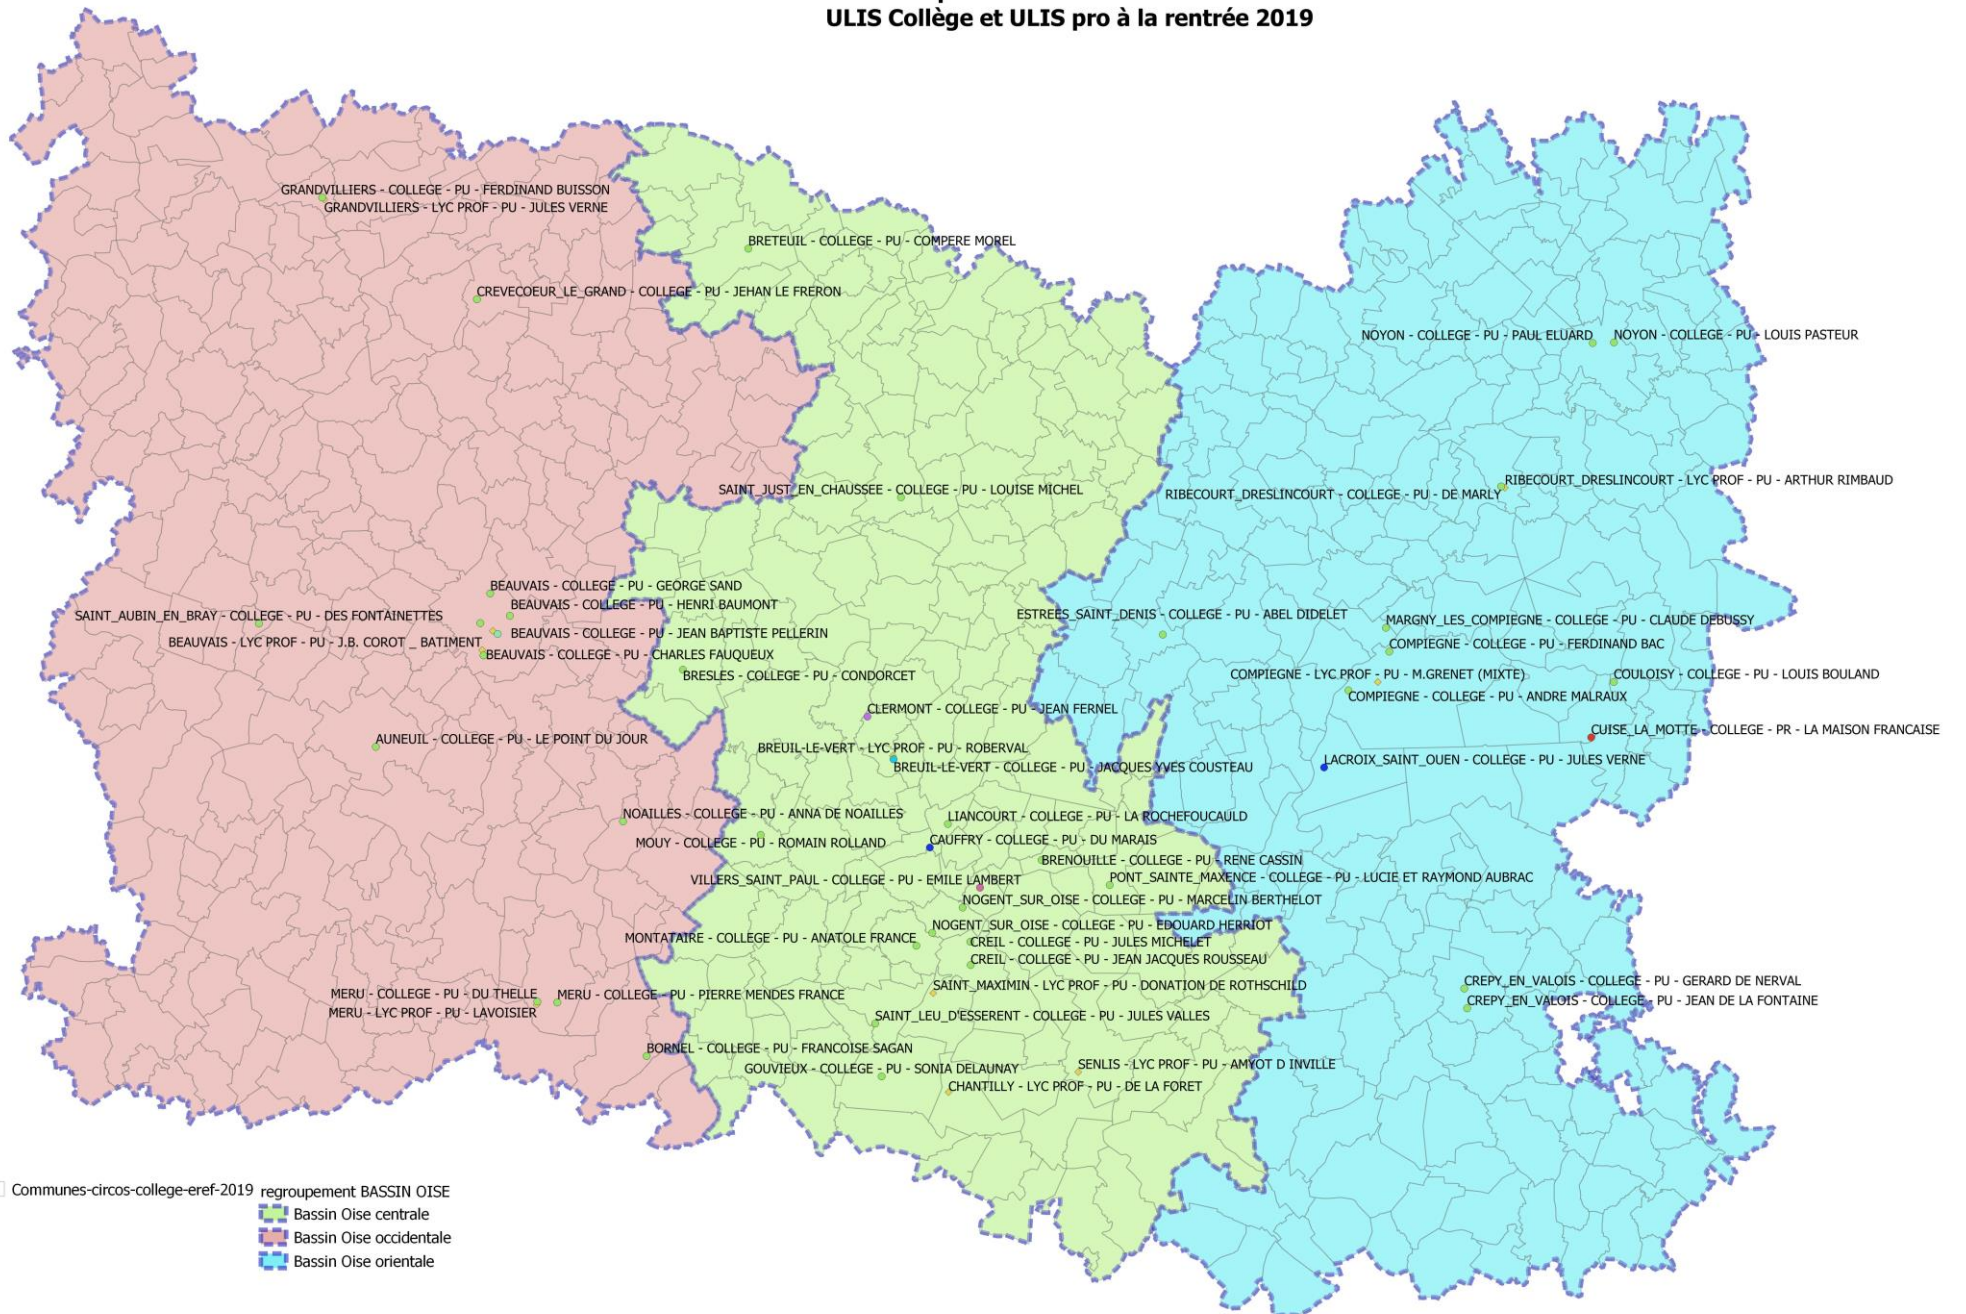 ULIS Collège et ULIS pro à la rentrée 2019
GRANDVILLIERS - COLLEGE - PU - FERDINAND BUISSON
GRANDVILLIERS - LYC PROF - PU - JULES VERNE
BRETEUIL - COLLEGE - PU - COMPERE MOREL
CREVECOEUR_LE_GRAND - COLLEGE - PU - JEHAN LE FRERON
NOYON - COLLEGE - PU - PAUL ELUARD
NOYON - COLLEGE - PU - LOUIS PASTEUR
SAINT_JUST_EN_CHAUSSEE - COLLEGE - PU - LOUISE MICHEL
RIBECOURT_DRESLINCOURT - COLLEGE - PU - DE MARLY
RIBECOURT_DRESLINCOURT - LYC PROF - PU - ARTHUR RIMBAUD
BEAUVAIS - COLLEGE - PU - GEORGE SAND
BEAUVAIS - COLLEGE - PU - HENRI BAUMONT
SAINT_AUBIN_EN_BRAY - COLLEGE - PU - DES FONTAINETTES
BEAUVAIS - COLLEGE - PU - JEAN BAPTISTE PELLERIN
BEAUVAIS - LYC PROF - PU - J.B. COROT _ BATIMENT
BEAUVAIS - COLLEGE - PU - CHARLES FAUQUEUX
BRESLES - COLLEGE - PU - CONDORCET
ESTREES_SAINT_DENIS - COLLEGE - PU - ABEL DIDELET
MARGNY_LES_COMPIEGNE - COLLEGE - PU - CLAUDE DEBUSSY
COMPIEGNE - COLLEGE - PU - FERDINAND BAC
COMPIEGNE - LYC PROF - PU - M.GRENET (MIXTE)
COULOISY - COLLEGE - PU - LOUIS BOULAND
COMPIEGNE - COLLEGE - PU - ANDRE MALRAUX
CLERMONT - COLLEGE - PU - JEAN FERNEL
CUISE_LA_MOTTE - COLLEGE - PR - LA MAISON FRANCAISE
AUNEUIL - COLLEGE - PU - LE POINT DU JOUR
BREUIL-LE-VERT - LYC PROF - PU - ROBERVAL
BREUIL-LE-VERT - COLLEGE - PU - JACQUES YVES COUSTEAU
LACROIX_SAINT_OUEN - COLLEGE - PU - JULES VERNE
NOAILLES - COLLEGE - PU - ANNA DE NOAILLES
LIANCOURT - COLLEGE - PU - LA ROCHEFOUCAULD
MOUY - COLLEGE - PU - ROMAIN ROLLAND
CAUFFRY - COLLEGE - PU - DU MARAIS
BRENOUILLE - COLLEGE - PU - RENE CASSIN
VILLERS_SAINT_PAUL - COLLEGE - PU - EMILE LAMBERT
PONT_SAINTE_MAXENCE - COLLEGE - PU - LUCIE ET RAYMOND AUBRAC
NOGENT_SUR_OISE - COLLEGE - PU - MARCELIN BERTHELOT
NOGENT_SUR_OISE - COLLEGE - PU - EDOUARD HERRIOT
MONTATAIRE - COLLEGE - PU - ANATOLE FRANCE
CREIL - COLLEGE - PU - JULES MICHELET
CREIL - COLLEGE - PU - JEAN JACQUES ROUSSEAU
SAINT_MAXIMIN - LYC PROF - PU - DONATION DE ROTHSCHILD
CREPY_EN_VALOIS - COLLEGE - PU - GERARD DE NERVAL
CREPY_EN_VALOIS - COLLEGE - PU - JEAN DE LA FONTAINE
MERU - COLLEGE - PU - DU THELLE
MERU - COLLEGE - PU - PIERRE MENDES FRANCE
MERU - LYC PROF - PU - LAVOISIER
SAINT_LEU_D'ESSERENT - COLLEGE - PU - JULES VALLES
BORNEL - COLLEGE - PU - FRANCOISE SAGAN
GOUVIEUX - COLLEGE - PU - SONIA DELAUNAY
SENLIS - LYC PROF - PU - AMYOT D INVILLE
CHANTILLY - LYC PROF - PU - DE LA FORET
Communes-circos-college-eref-2019
regroupement BASSIN OISE
Bassin Oise centrale
Bassin Oise occidentale
Bassin Oise orientale